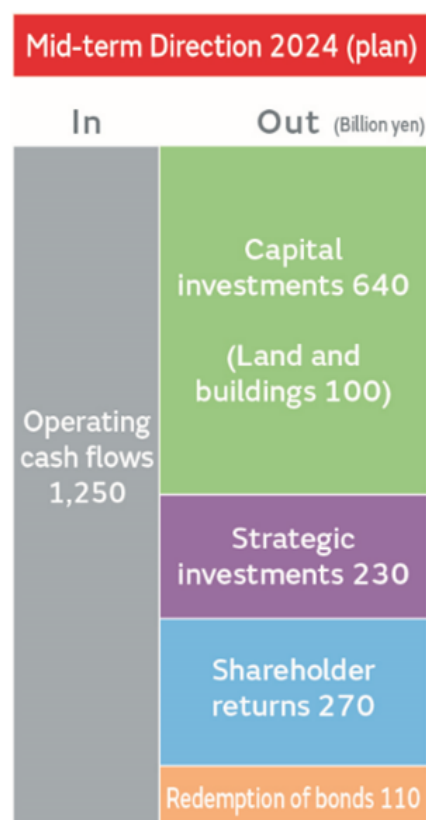 Mid-term Direction 2024 (plan)
In
Out (Billion yen)
Operating
cash flows
1,250
Capital
investments 640
(Land and
buildings 100)
Strategic
investments 230
Shareholder
returns 270
Redemption of bonds 110